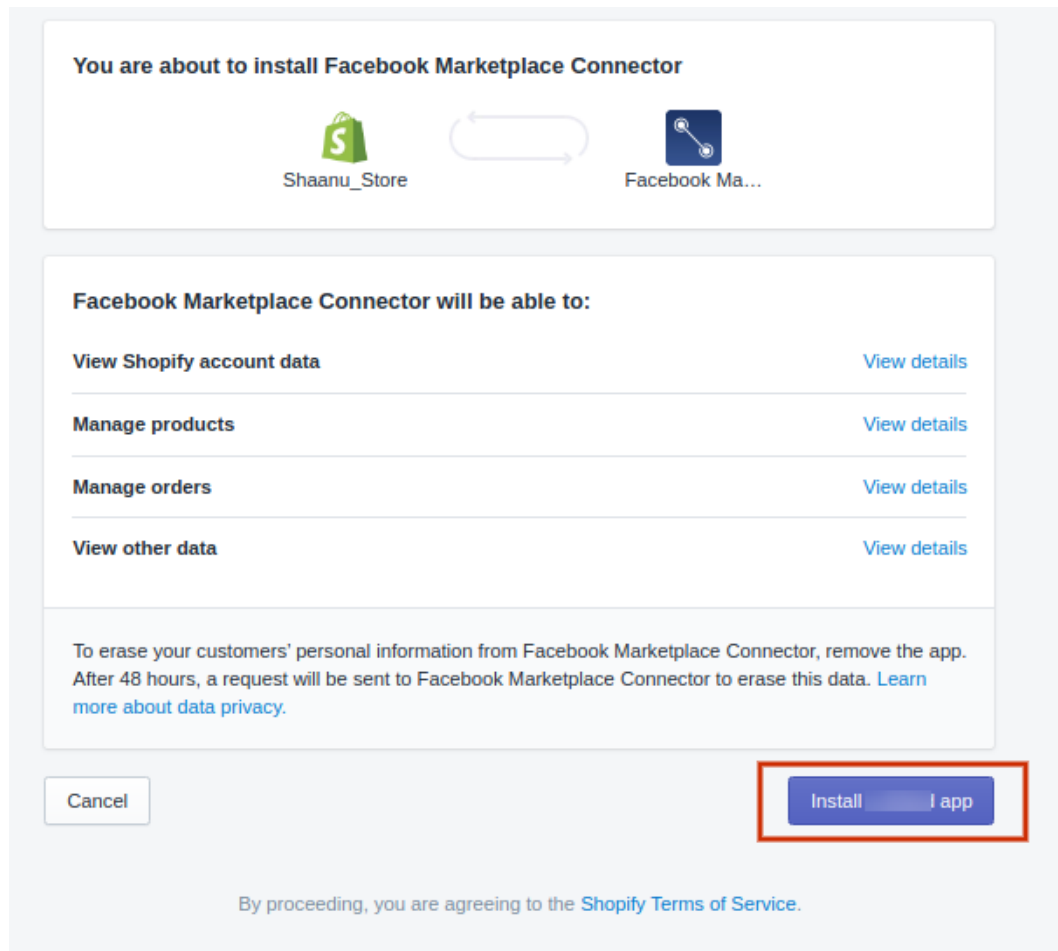 You are about to install Facebook Marketplace Connector
Shaanu_Store
Facebook Ma...
Facebook Marketplace Connector will be able to:
View Shopify account data
View details
Manage products
View details
Manage orders
View details
View other data
View details
To erase your customers’ personal information from Facebook Marketplace Connector, remove the app.
After 48 hours, a request will be sent to Facebook Marketplace Connector to erase this data. Learn
more about data privacy.
Cancel
Install app
By proceeding, you are agreeing to the Shopify Terms of Service.